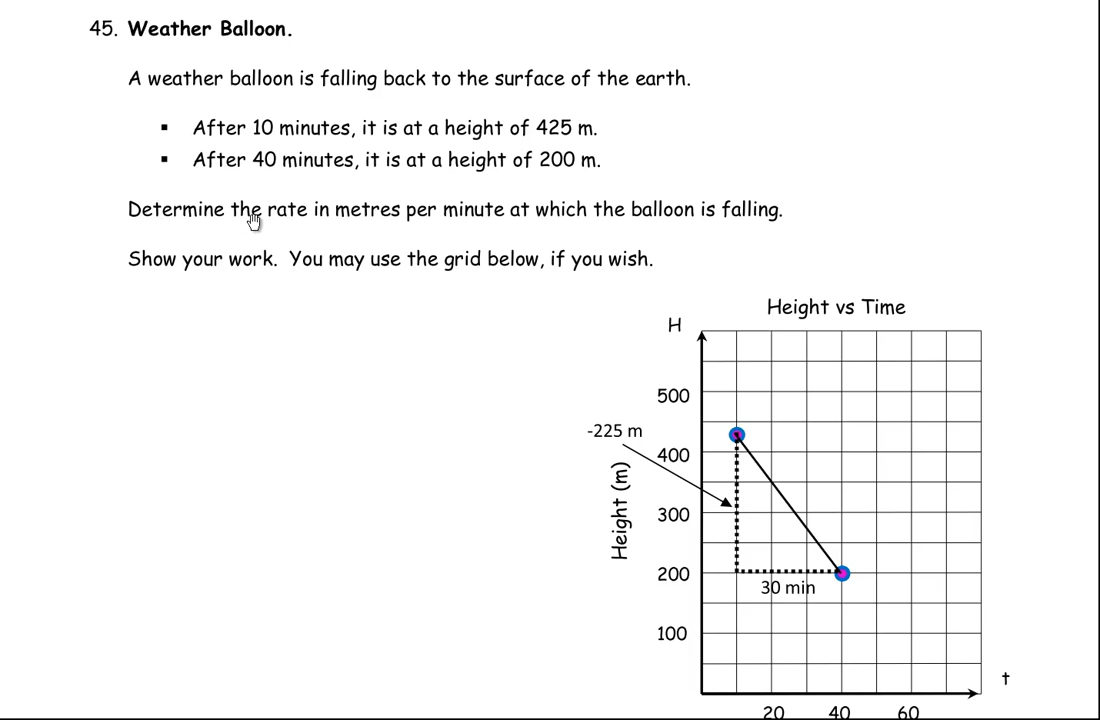 45. Weather Balloon.
A weather balloon is falling back to the surface of the earth.
▪ After 10 minutes, it is at a height of 425 m.
▪ After 40 minutes, it is at a height of 200 m.
Determine the rate in metres per minute at which the balloon is falling.
Show your work. You may use the grid below, if you wish.
Height vs Time
H
500
-225 m
400
Height (m)
300
200
30 min
100
t
20 40 60